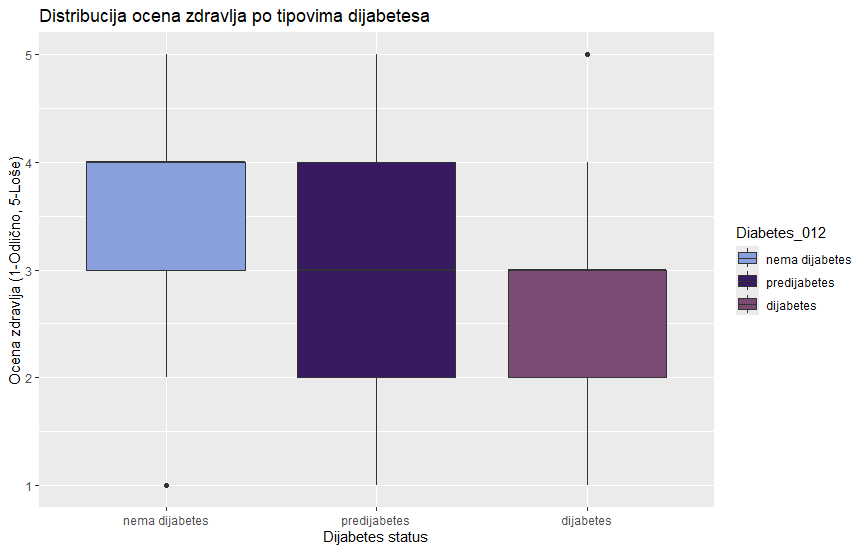 Distribucija ocena zdravlja po tipovima dijabetesa
Ocena zdravlja (1-Odlično, 5-Loše)
5
4
3
2
1
nema dijabetes
predijabetes
dijabetes
Dijabetes status
Diabetes_012
nema dijabetes
predijabetes
dijabetes